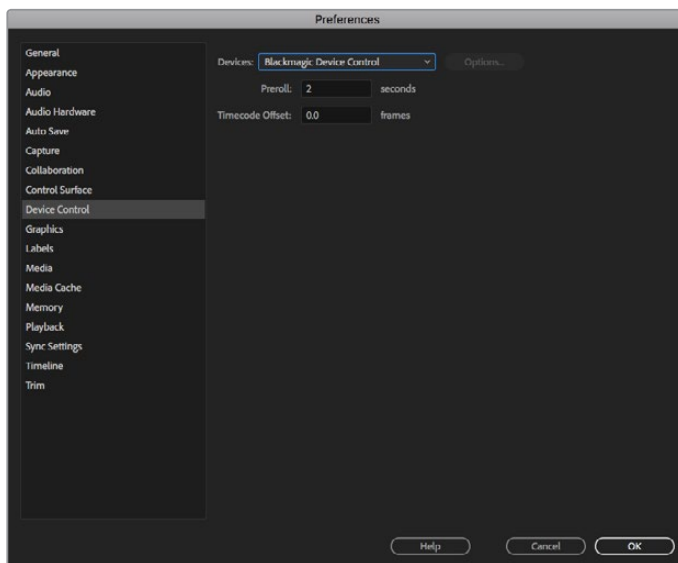 Preferences
General
Appearance
Audio
Audio Hardware
Auto Save
Capture
Collaboration
Control Surface
Device Control
Graphics
Labels
Media
Media Cache
Memory
Playback
Sync Settings
Timeline
Trim
Devices: Blackmagic Device Control Options...
Preroll: 2 seconds
Timecode Offset: 0.0 frames
Help Cancel OK